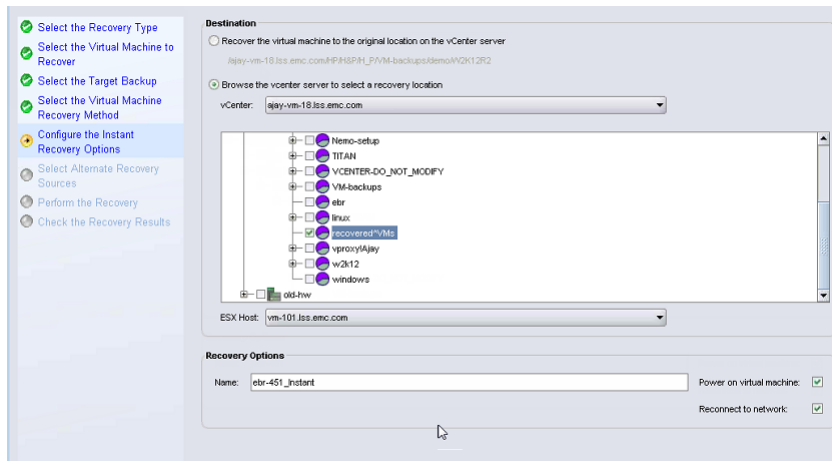 Select the Recovery Type
Select the Virtual Machine to
Recover
Select the Target Backup
Select the Virtual Machine
Recovery Method
Configure the Instant
Recovery Options
Select Alternate Recovery
Sources
Perform the Recovery
Check the Recovery Results
Destination
Recover the virtual machine to the original location on the vCenter server
/ajay-vm-18.lss.emc.com/HP/H&P/H_P/VM-backups/demo/W2K12R2
Browse the vcenter server to select a recovery location
vCenter: ajay-vm-18.lss.emc.com
Nemo-setup
TITAN
VCENTER-DO_NOT_MODIFY
VM-backups
ebr
linux
recovered^VMs
vproxy!Ajay
w2k12
windows
old-hw
ESX Host: vm-101.lss.emc.com
Recovery Options
Name: ebr-451_Instant
Power on virtual machine:
Reconnect to network: